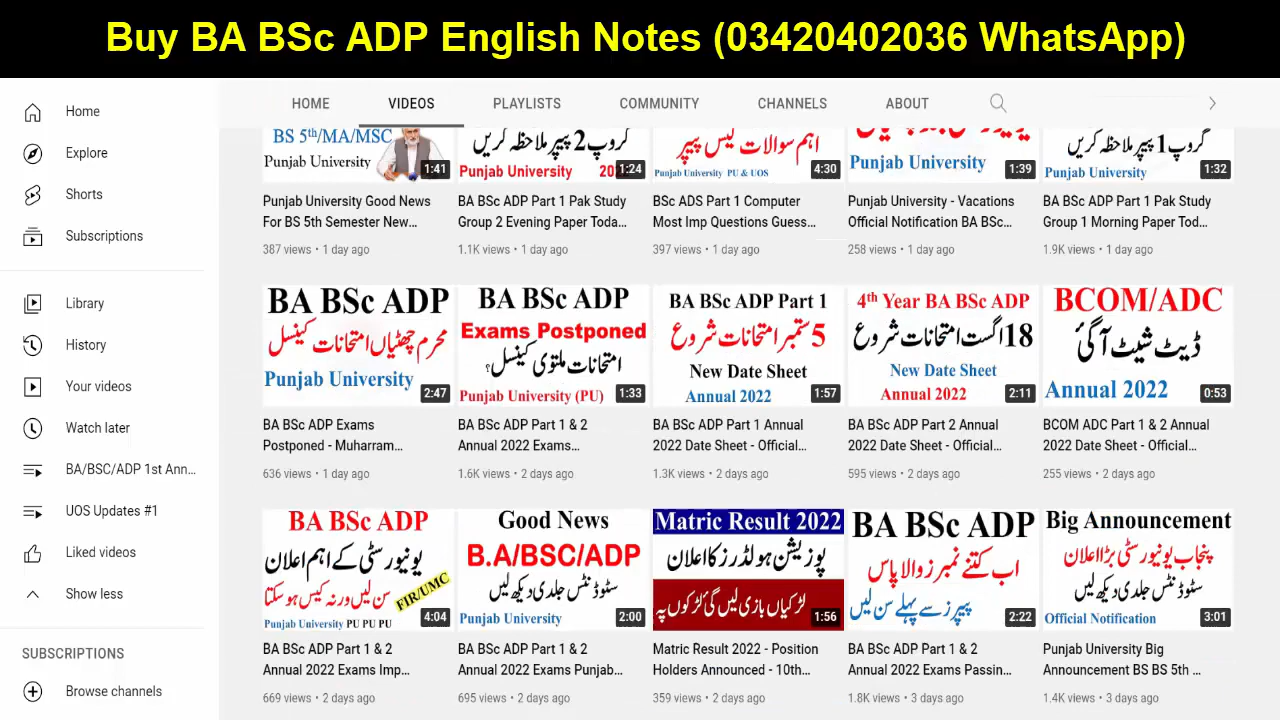 Buy BA BSc ADP English Notes (03420402036 WhatsApp)
HOME VIDEOS PLAYLISTS COMMUNITY CHANNELS ABOUT
Home
Explore
Shorts
Subscriptions
Library
History
Your videos
Watch later
BA/BSC/ADP 1st Ann...
UOS Updates #1
Liked videos
Show less
SUBSCRIPTIONS
Browse channels
BS 5th/MA/MSC
Punjab University
1:41
Punjab University Good News
For BS 5th Semester New...
387 views • 1 day ago
گروپ 2 پیپر ملاحظہ کریں
Punjab University
1:24
BA BSc ADP Part 1 Pak Study
Group 2 Evening Paper Toda...
1.1K views • 1 day ago
اہم سوالات گیس پیپر
Punjab University PU & UOS
4:30
BSc ADS Part 1 Computer
Most Imp Questions Guess...
397 views • 1 day ago
Punjab University
1:39
Punjab University - Vacations
Official Notification BA BSc...
258 views • 1 day ago
گروپ 1 پیپر ملاحظہ کریں
Punjab University
1:32
BA BSc ADP Part 1 Pak Study
Group 1 Morning Paper Tod...
1.9K views • 1 day ago
BA BSc ADP
محرم چھٹیاں امتحانات کینسل
Punjab University
2:47
BA BSc ADP Exams
Postponed - Muharram...
636 views • 1 day ago
BA BSc ADP
Exams Postponed
امتحانات ملتوی کینسل؟
Punjab University (PU)
1:33
BA BSc ADP Part 1 & 2
Annual 2022 Exams...
1.6K views • 2 days ago
BA BSc ADP Part 1
5 ستمبر امتحانات شروع
New Date Sheet
Annual 2022
1:57
BA BSc ADP Part 1 Annual
2022 Date Sheet - Official...
1.3K views • 2 days ago
4th Year BA BSc ADP
18 اگست امتحانات شروع
New Date Sheet
Annual 2022
2:11
BA BSc ADP Part 2 Annual
2022 Date Sheet - Official...
595 views • 2 days ago
BCOM/ADC
ڈیٹ شیٹ آگئ
Annual 2022
0:53
BCOM ADC Part 1 & 2 Annual
2022 Date Sheet - Official...
255 views • 2 days ago
BA BSc ADP
یونیورسٹی کے اہم اعلان
سن لیں ورنہ کیس ہو سکتا
FIR/UMC
Punjab University PU PU PU
4:04
BA BSc ADP Part 1 & 2
Annual 2022 Exams Imp...
669 views • 2 days ago
Good News
B.A/BSC/ADP
سٹوڈنٹس جلدی دیکھ لیں
Punjab University
2:00
BA BSc ADP Part 1 & 2
Annual 2022 Exams Punjab...
695 views • 2 days ago
Matric Result 2022
پوزیشن ہولڈرز کا اعلان
لڑکیاں بازی لیں گئ لڑکوں پہ
1:56
Matric Result 2022 - Position
Holders Announced - 10th...
359 views • 2 days ago
BA BSc ADP
اب کتنے نمبرز والا پاس
پیپرز سے پہلے سن لیں
2:22
BA BSc ADP Part 1 & 2
Annual 2022 Exams Passin...
1.8K views • 3 days ago
Big Announcement
پنجاب یونیورسٹی بڑا اعلان
سٹوڈنٹس جلدی دیکھ لیں
Official Notification
3:01
Punjab University Big
Announcement BS BS 5th ...
1.4K views • 3 days ago